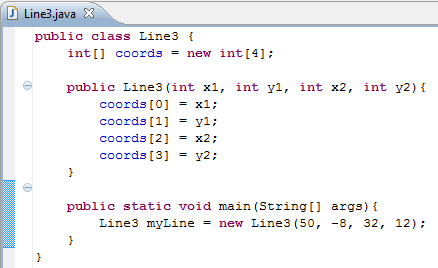 Line3.java
public class Line3 {
    int[] coords = new int[4];
    public Line3(int x1, int y1, int x2, int y2){
        coords[0] = x1;
        coords[1] = y1;
        coords[2] = x2;
        coords[3] = y2;
    }
    public static void main(String[] args){
        Line3 myLine = new Line3(50, -8, 32, 12);
    }
}